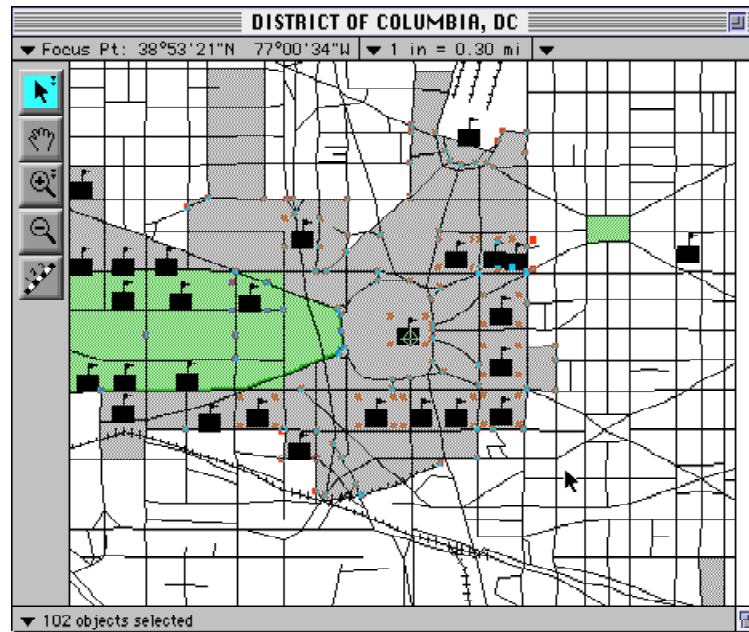 DISTRICT OF COLUMBIA, DC
Focus Pt: 38°53'21"N 77°00'34"W 1 in = 0.30 mi
102 objects selected